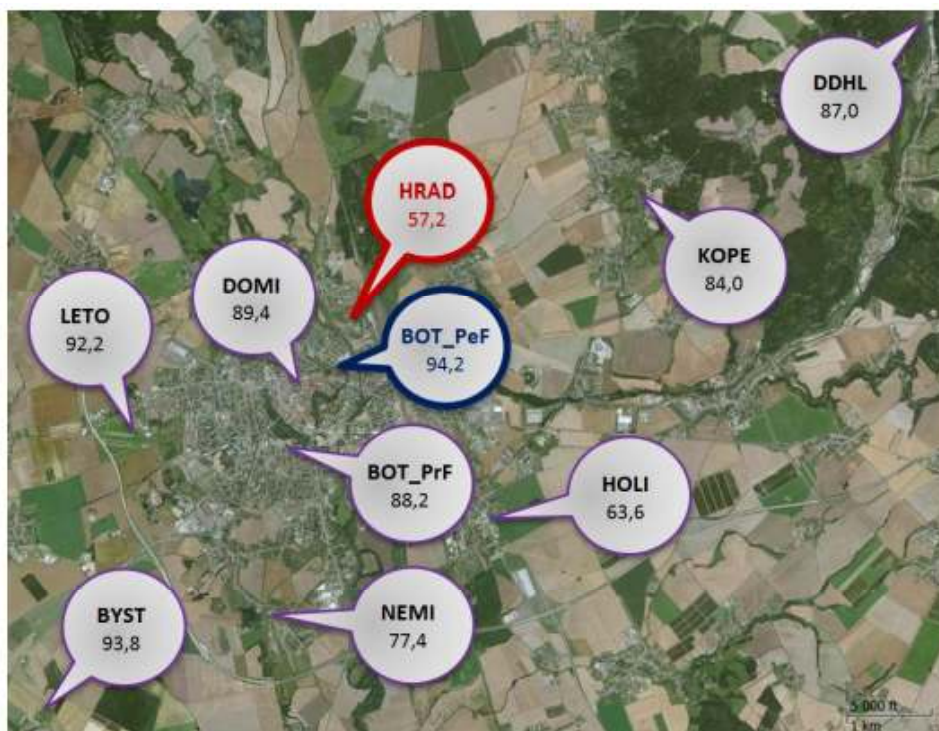 DDHL
87,0
HRAD
57,2
KOPE
84,0
DOMI
89,4
LETO
92,2
BOT_PeF
94,2
BOT_PrF
88,2
HOLI
63,6
BYST
93,8
NEMI
77,4
5 000 ft
1 km